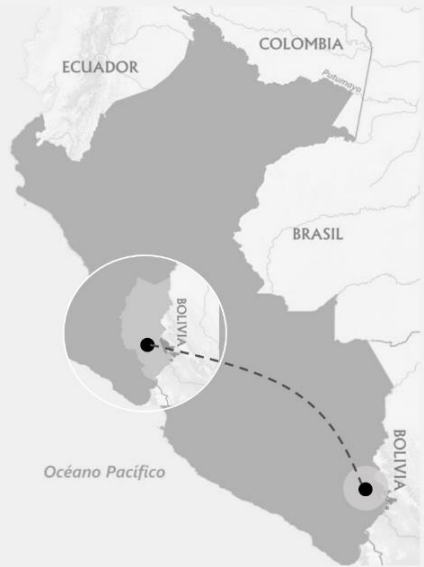 COLOMBIA
ECUADOR
Putumayo
BRASIL
BOLIVIA
BOLIVIA
Océano Pacífico